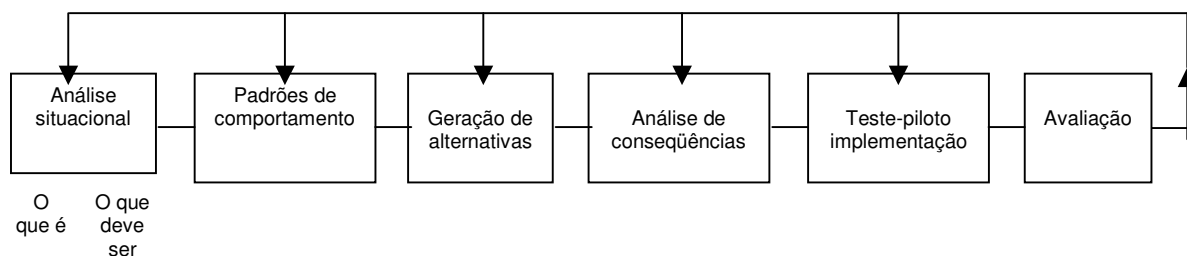 Análise
situacional
Padrões de
comportamento
Geração de
alternativas
Análise de
conseqüências
Teste-piloto
implementação
Avaliação
O
que é
O que
deve
ser